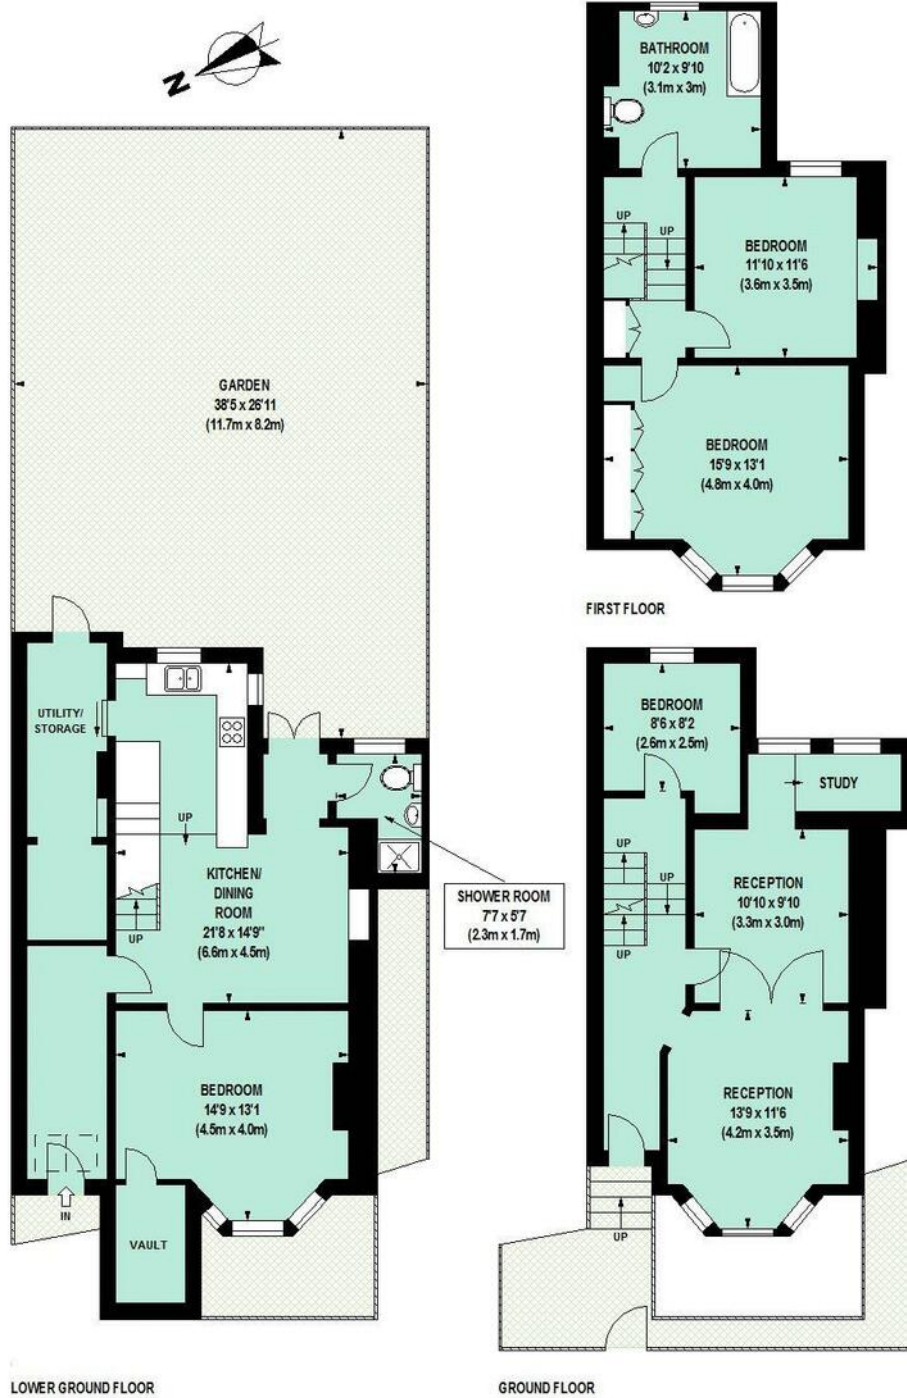 N
GARDEN
38'5 x 26'11
(11.7m x 8.2m)
UTILITY/
STORAGE
UP
KITCHEN/
DINING
ROOM
21'8 x 14'9"
(6.6m x 4.5m)
UP
SHOWER ROOM
7'7 x 5'7
(2.3m x 1.7m)
BEDROOM
14'9 x 13'1
(4.5m x 4.0m)
IN
VAULT
LOWER GROUND FLOOR
BATHROOM
10'2 x 9'10
(3.1m x 3m)
UP
UP
BEDROOM
11'10 x 11'6
(3.6m x 3.5m)
BEDROOM
15'9 x 13'1
(4.8m x 4.0m)
FIRST FLOOR
BEDROOM
8'6 x 8'2
(2.6m x 2.5m)
STUDY
UP
UP
UP
RECEPTION
10'10 x 9'10
(3.3m x 3.0m)
RECEPTION
13'9 x 11'6
(4.2m x 3.5m)
UP
GROUND FLOOR